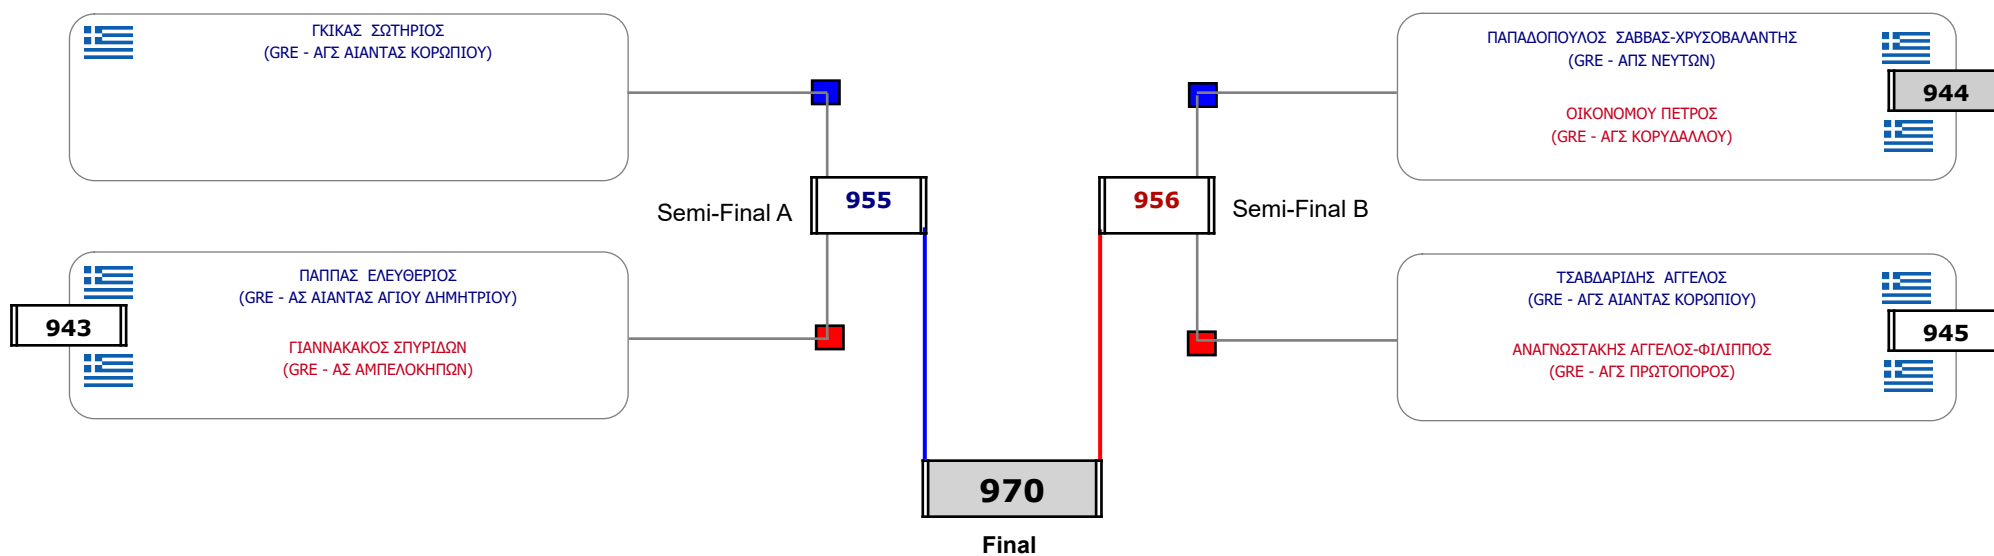 ΓΚΙΚΑΣ ΣΩΤΗΡΙΟΣ
(GRE - ΑΓΣ ΑΙΑΝΤΑΣ ΚΟΡΩΠΙΟΥ)
955
Semi-Final A
943
ΠΑΠΠΑΣ ΕΛΕΥΘΕΡΙΟΣ
(GRE - ΑΣ ΑΙΑΝΤΑΣ ΑΓΙΟΥ ΔΗΜΗΤΡΙΟΥ)
ΓΙΑΝΝΑΚΑΚΟΣ ΣΠΥΡΙΔΩΝ
(GRE - ΑΣ ΑΜΠΕΛΟΚΗΠΩΝ)
ΠΑΠΑΔΟΠΟΥΛΟΣ ΣΑΒΒΑΣ-ΧΡΥΣΟΒΑΛΑΝΤΗΣ
(GRE - ΑΠΣ ΝΕΥΤΩΝ)
944
ΟΙΚΟΝΟΜΟΥ ΠΕΤΡΟΣ
(GRE - ΑΓΣ ΚΟΡΥΔΑΛΛΟΥ)
956
Semi-Final B
ΤΣΑΒΔΑΡΙΔΗΣ ΑΓΓΕΛΟΣ
(GRE - ΑΓΣ ΑΙΑΝΤΑΣ ΚΟΡΩΠΙΟΥ)
945
ΑΝΑΓΝΩΣΤΑΚΗΣ ΑΓΓΕΛΟΣ-ΦΙΛΙΠΠΟΣ
(GRE - ΑΓΣ ΠΡΩΤΟΠΟΡΟΣ)
970
Final